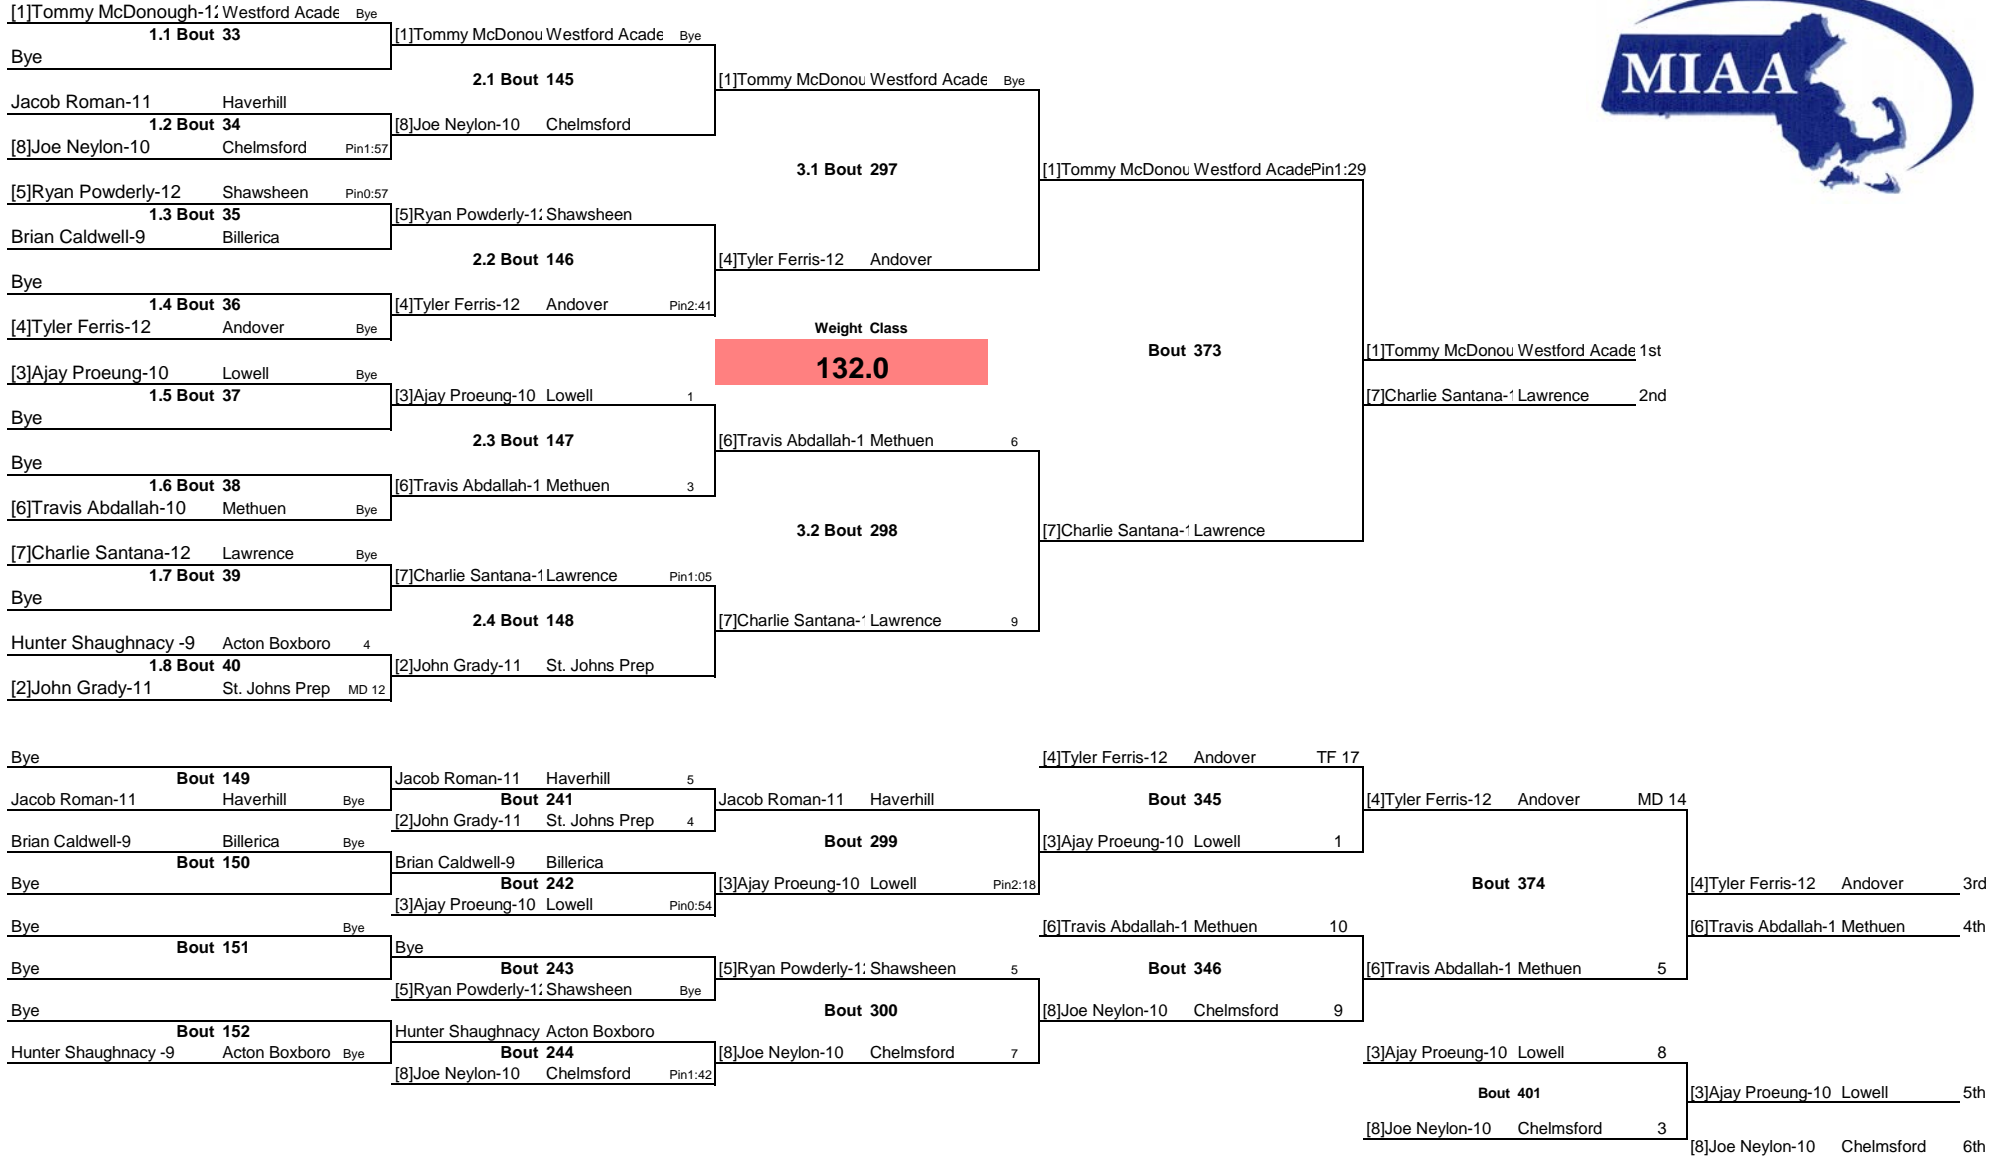 [1]Tommy McDonough-12 Westford Acade Bye
1.1 Bout 33
Bye
Jacob Roman-11 Haverhill
1.2 Bout 34
[8]Joe Neylon-10 Chelmsford Pin1:57
[5]Ryan Powderly-12 Shawsheen Pin0:57
1.3 Bout 35
Brian Caldwell-9 Billerica
Bye
1.4 Bout 36
[4]Tyler Ferris-12 Andover Bye
[3]Ajay Proeung-10 Lowell Bye
1.5 Bout 37
Bye
Bye
1.6 Bout 38
[6]Travis Abdallah-10 Methuen Bye
[7]Charlie Santana-12 Lawrence Bye
1.7 Bout 39
Bye
Hunter Shaughnacy -9 Acton Boxboro 4
1.8 Bout 40
[2]John Grady-11 St. Johns Prep MD 12
[1]Tommy McDonou Westford Acade Bye
2.1 Bout 145
[8]Joe Neylon-10 Chelmsford
[5]Ryan Powderly-12 Shawsheen
2.2 Bout 146
[4]Tyler Ferris-12 Andover Pin2:41
[3]Ajay Proeung-10 Lowell 1
2.3 Bout 147
[6]Travis Abdallah-1 Methuen 3
[7]Charlie Santana-1 Lawrence Pin1:05
2.4 Bout 148
[2]John Grady-11 St. Johns Prep
[1]Tommy McDonou Westford Acade Bye
3.1 Bout 297
[4]Tyler Ferris-12 Andover
Weight Class
132.0
[6]Travis Abdallah-1 Methuen 6
3.2 Bout 298
[7]Charlie Santana-1 Lawrence 9
[1]Tommy McDonou Westford Acade Pin1:29
Bout 373
[7]Charlie Santana-1 Lawrence
[1]Tommy McDonou Westford Acade 1st
[7]Charlie Santana-1 Lawrence 2nd
MIAA
Bye
Bout 149
Jacob Roman-11 Haverhill Bye
Brian Caldwell-9 Billerica Bye
Bout 150
Bye
Bye Bye
Bout 151
Bye
Bye
Bout 152
Hunter Shaughnacy -9 Acton Boxboro Bye
Jacob Roman-11 Haverhill 5
Bout 241
[2]John Grady-11 St. Johns Prep 4
Brian Caldwell-9 Billerica
Bout 242
[3]Ajay Proeung-10 Lowell Pin0:54
Bye
Bout 243
[5]Ryan Powderly-12 Shawsheen Bye
Hunter Shaughnacy Acton Boxboro
Bout 244
[8]Joe Neylon-10 Chelmsford Pin1:42
Jacob Roman-11 Haverhill
Bout 299
[3]Ajay Proeung-10 Lowell Pin2:18
[5]Ryan Powderly-12 Shawsheen 5
Bout 300
[8]Joe Neylon-10 Chelmsford 7
[4]Tyler Ferris-12 Andover TF 17
Bout 345
[3]Ajay Proeung-10 Lowell 1
[6]Travis Abdallah-1 Methuen 10
Bout 346
[8]Joe Neylon-10 Chelmsford 9
[4]Tyler Ferris-12 Andover MD 14
Bout 374
[6]Travis Abdallah-1 Methuen 5
[3]Ajay Proeung-10 Lowell 8
Bout 401
[8]Joe Neylon-10 Chelmsford 3
[4]Tyler Ferris-12 Andover 3rd
[6]Travis Abdallah-1 Methuen 4th
[3]Ajay Proeung-10 Lowell 5th
[8]Joe Neylon-10 Chelmsford 6th